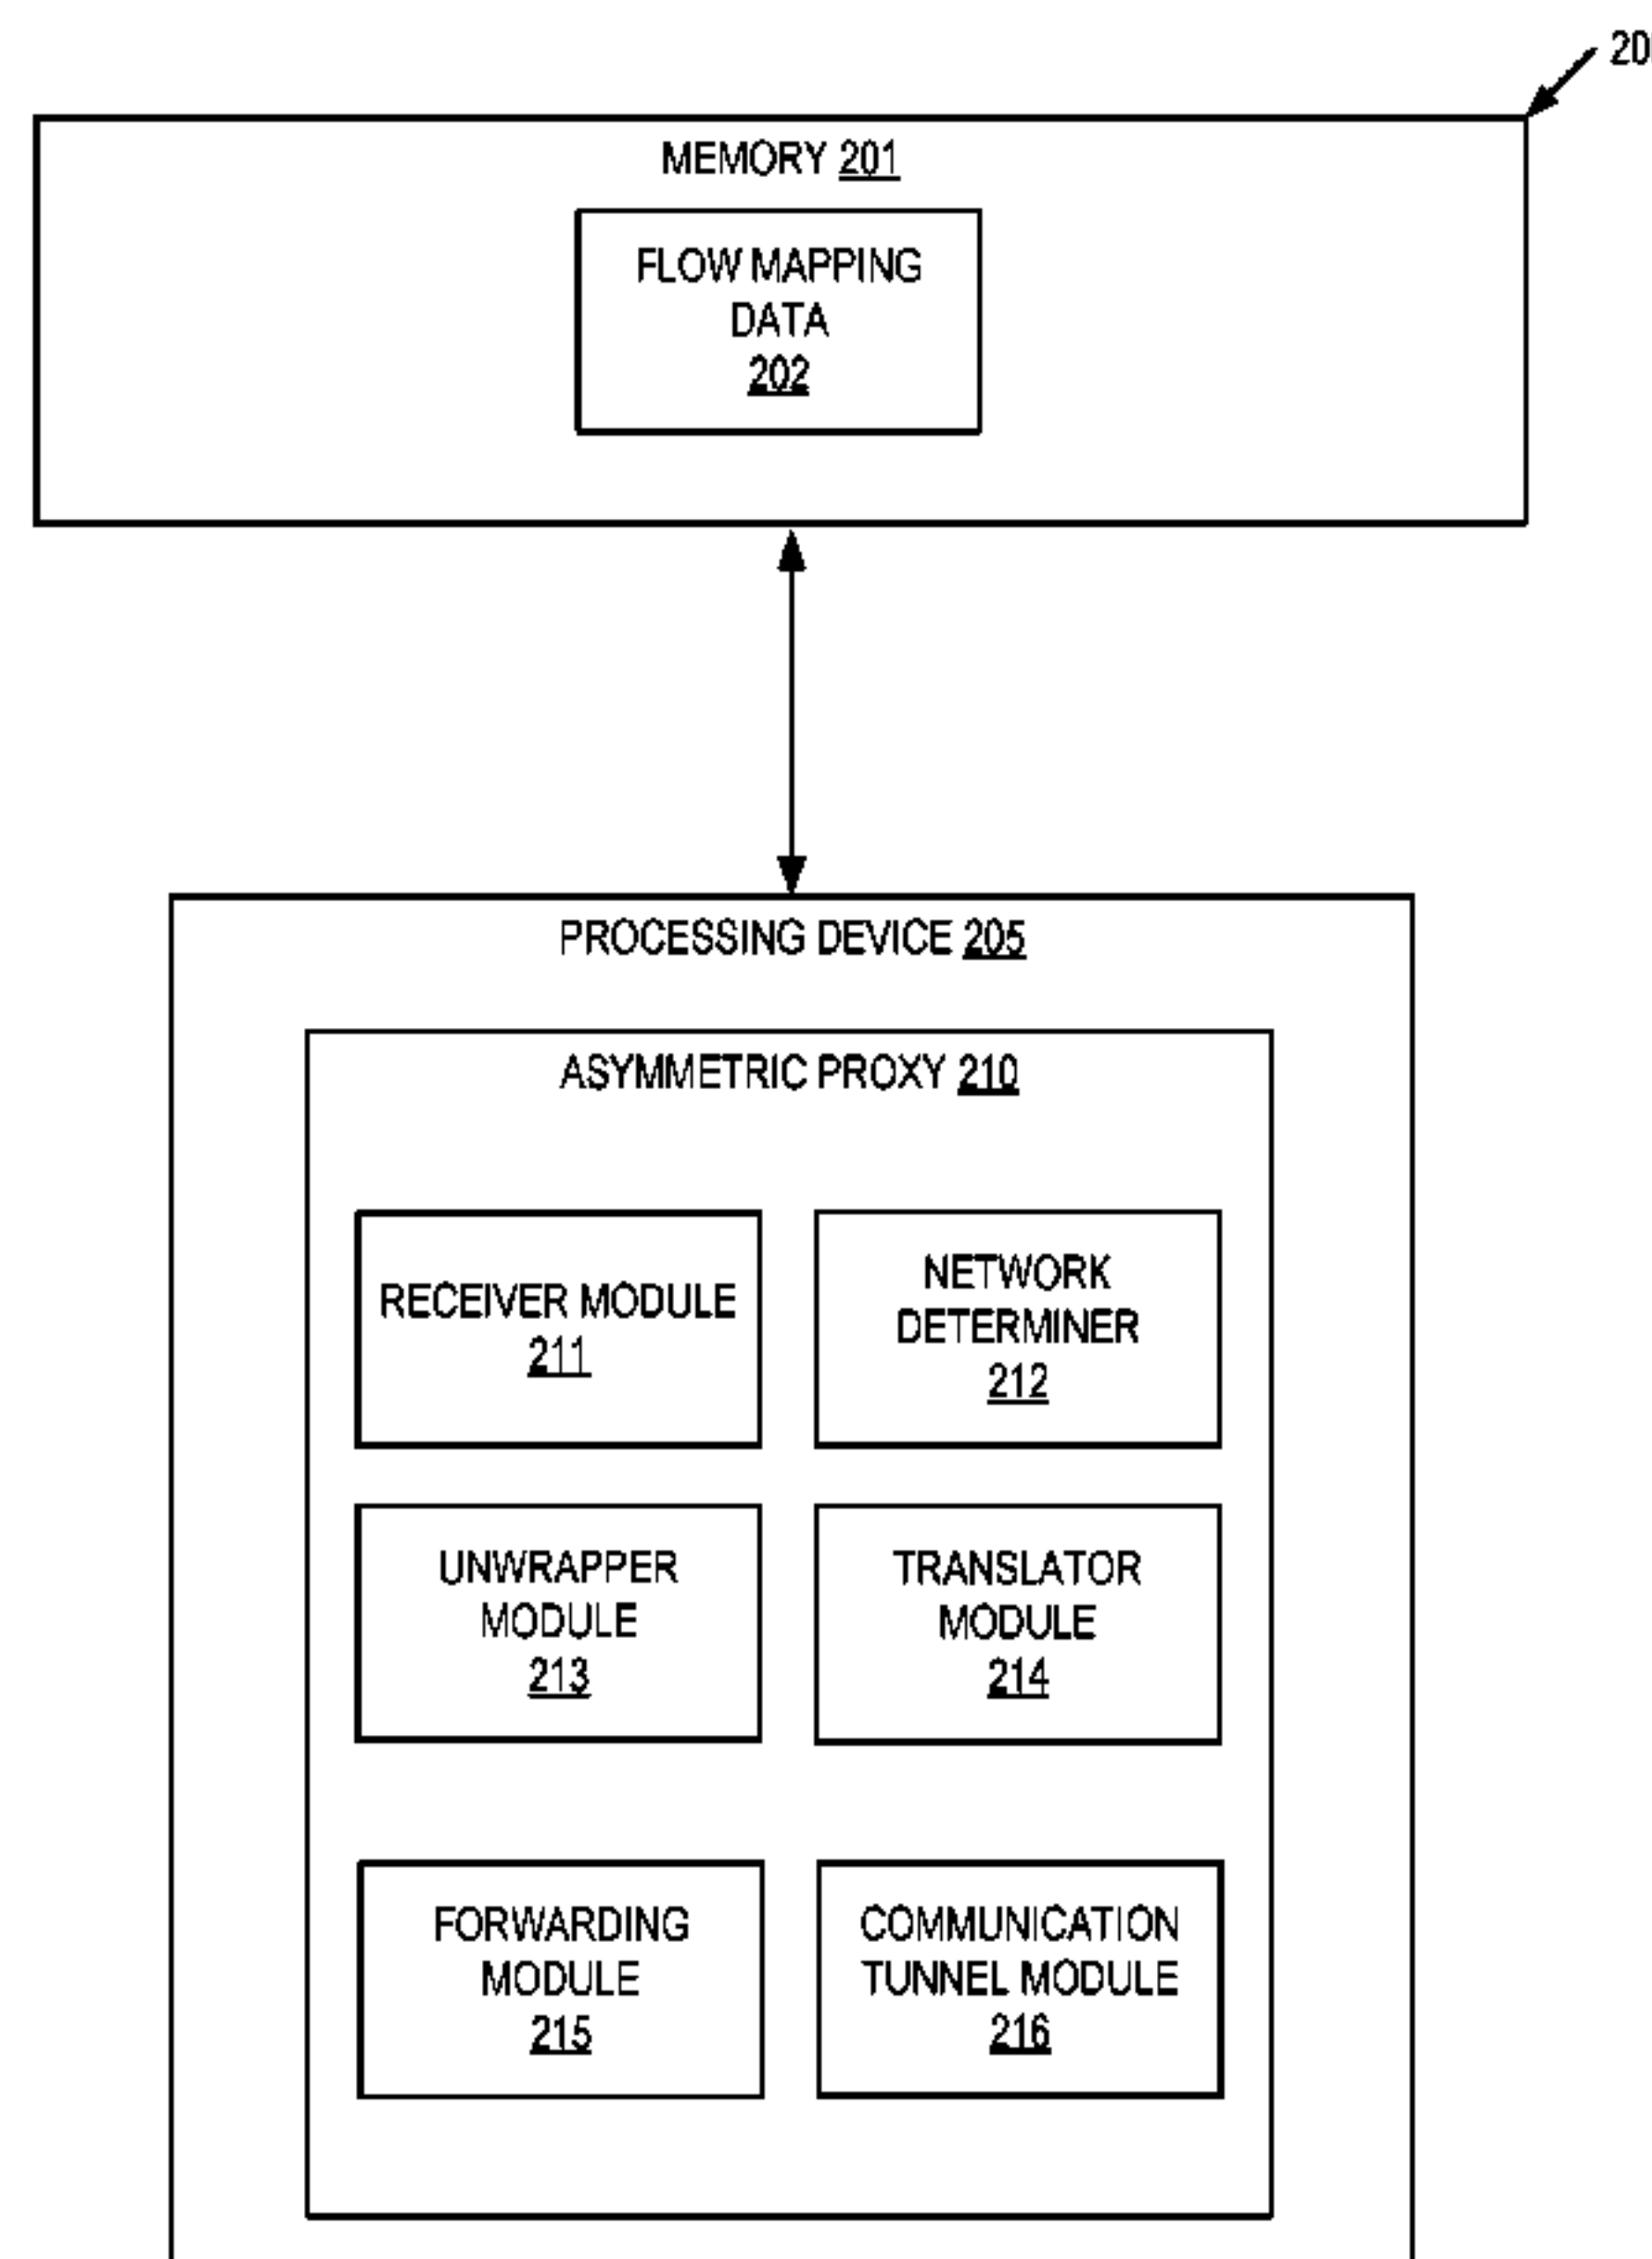 20
MEMORY 201
FLOW MAPPING
DATA
202
PROCESSING DEVICE 205
ASYMMETRIC PROXY 210
RECEIVER MODULE
211
NETWORK
DETERMINER
212
UNWRAPPER
MODULE
213
TRANSLATOR
MODULE
214
FORWARDING
MODULE
215
COMMUNICATION
TUNNEL MODULE
216